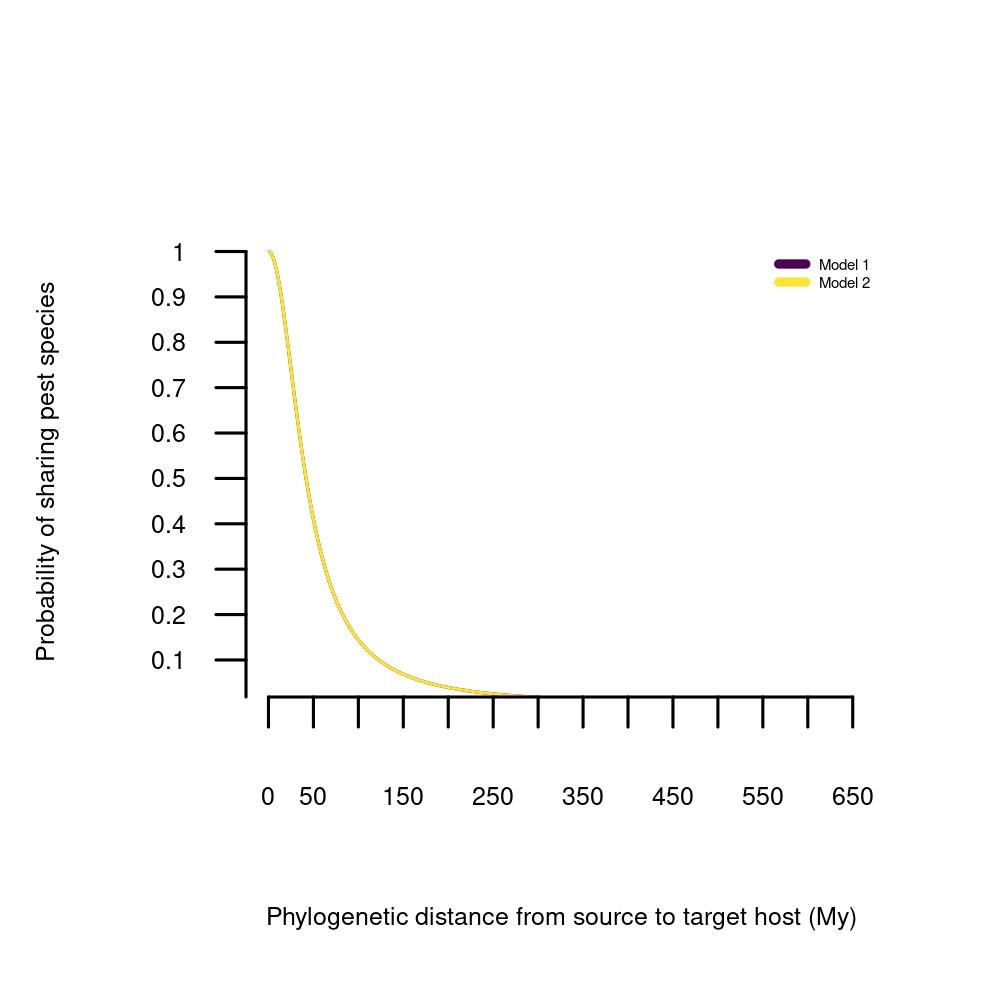 Probability of sharing pest species
1
0.9
0.8
0.7
0.6
0.5
0.4
0.3
0.2
0.1
Model 1
Model 2
0 50 150 250 350 450 550 650
Phylogenetic distance from source to target host (My)